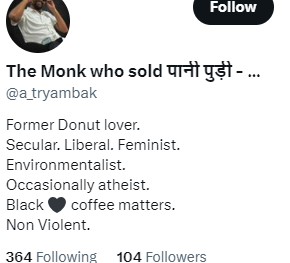 Follow
The Monk who sold पानी पुड़ी - ...
@a_tryambak
Former Donut lover.
Secular. Liberal. Feminist.
Environmentalist.
Occasionally atheist.
Black 🖤 coffee matters.
Non Violent.
364 Following 104 Followers